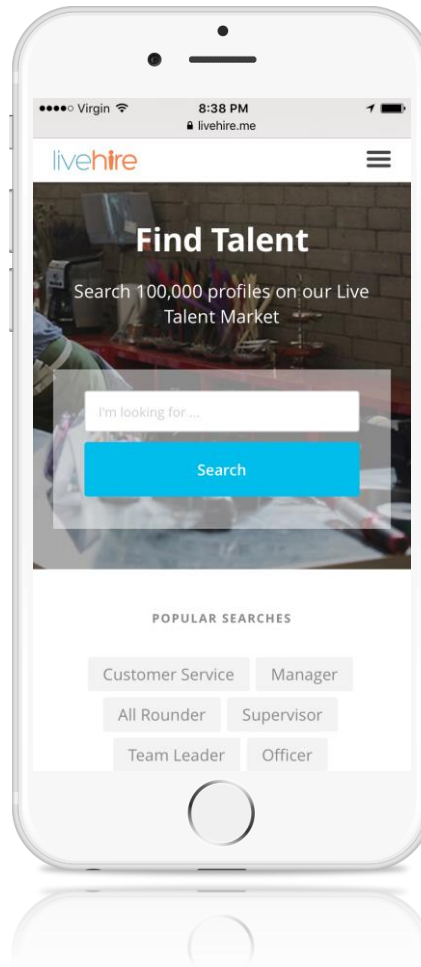 Virgin
8:38 PM
livehire.me
livehire
Find Talent
Search 100,000 profiles on our Live
Talent Market
I'm looking for ...
Search
POPULAR SEARCHES
Customer Service Manager
All Rounder Supervisor
Team Leader Officer